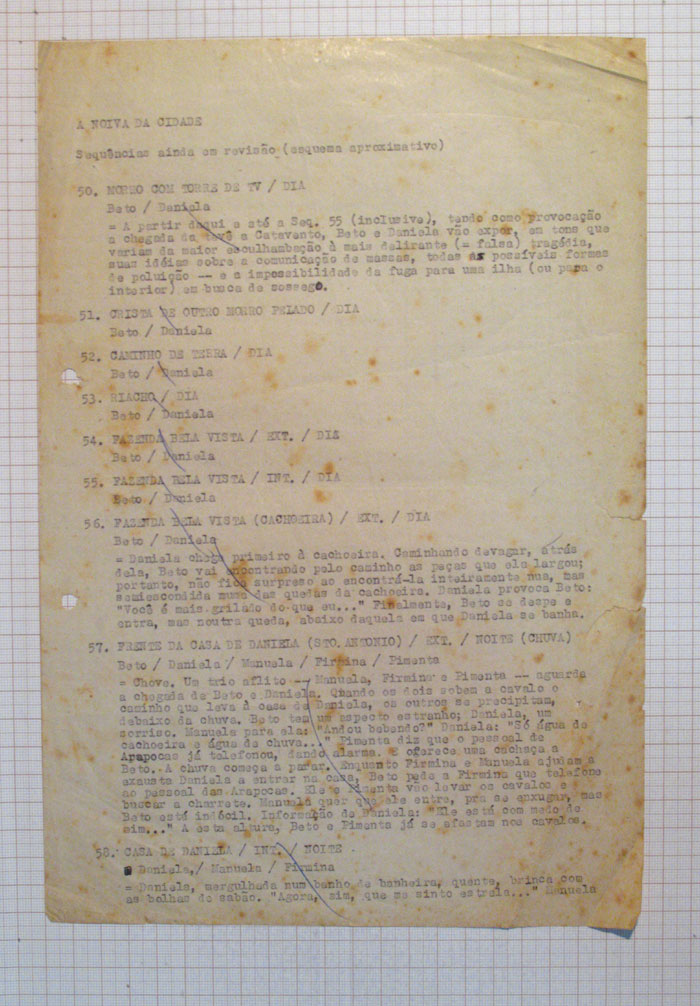 A NOIVA DA CIDADE
Sequências ainda em revisão (esquema aproximativo)
50. MORRO COM TORRE DE TV / DIA
Beto / Daniela
= A partir daqui e até a Seq. 55 (inclusive), tendo como provocação
a chegada da tevê a Catavento, Beto e Daniela vão expor, em tons que
variam da maior esculhambação à mais delirante (= falsa) tragédia,
suas idéias sobre a comunicação de massas, todas as possíveis formas
de poluição -- e a impossibilidade da fuga para uma ilha (ou para o
interior) em busca de sossego.
51. CRISTA DE OUTRO MORRO PELADO / DIA
Beto / Daniela
52. CAMINHO DE TERRA / DIA
Beto / Daniela
53. RIACHO / DIA
Beto / Daniela
54. FAZENDA BELA VISTA / EXT. / DIA
Beto / Daniela
55. FAZENDA BELA VISTA / INT. / DIA
Beto / Daniela
56. FAZENDA BELA VISTA (CACHOEIRA) / EXT. / DIA
Beto / Daniela
= Daniela chega primeiro à cachoeira. Caminhando devagar, atrás
dela, Beto vai encontrando pelo caminho as peças que ela largou;
portanto, não fica surpreso ao encontrá-la inteiramente nua, mas
semiescondida numa das quedas da cachoeira. Daniela provoca Beto:
"Você é mais grilado do que eu..." Finalmente, Beto se despe e
entra, mas noutra queda, abaixo daquela em que Daniela se banha.
57. FRENTE DA CASA DE DANIELA (STO. ANTONIO) / EXT. / NOITE (CHUVA)
Beto / Daniela / Manuela / Firmina / Pimenta
= Chove. Um trio aflito -- Manuela, Firmina e Pimenta -- aguarda
a chegada de Beto e Daniela. Quando os dois sobem a cavalo o
caminho que leva à casa de Daniela, os outros se precipitam,
debaixo da chuva. Beto tem um aspecto estranho; Daniela, um
sorriso. Manuela para ela: "Andou bebendo?" Daniela: "Só água de
cachoeira e água de chuva..." Pimenta diz que o pessoal de
Arapocas já telefonou, dando alarma. E oferece uma cachaça a
Beto. A chuva começa a parar. Enquanto Firmina e Manuela ajudam a
exausta Daniela a entrar na casa, Beto pede a Firmina que telefone
ao pessoal das Arapocas. Ele e Pimenta vão levar os cavalos e
buscar a charrete. Manuela quer que ele entre, pra se enxugar, mas
Beto está indócil. Informação de Daniela: "Ele está com medo de
mim..." A esta altura, Beto e Pimenta já se afastam nos cavalos.
58. CASA DE DANIELA / INT. / NOITE
Daniela / Manuela / Firmina
= Daniela, mergulhada num banho de banheira, quente, brinca com
as bolhas de sabão. "Agora, sim, que me sinto estrela..." Manuela